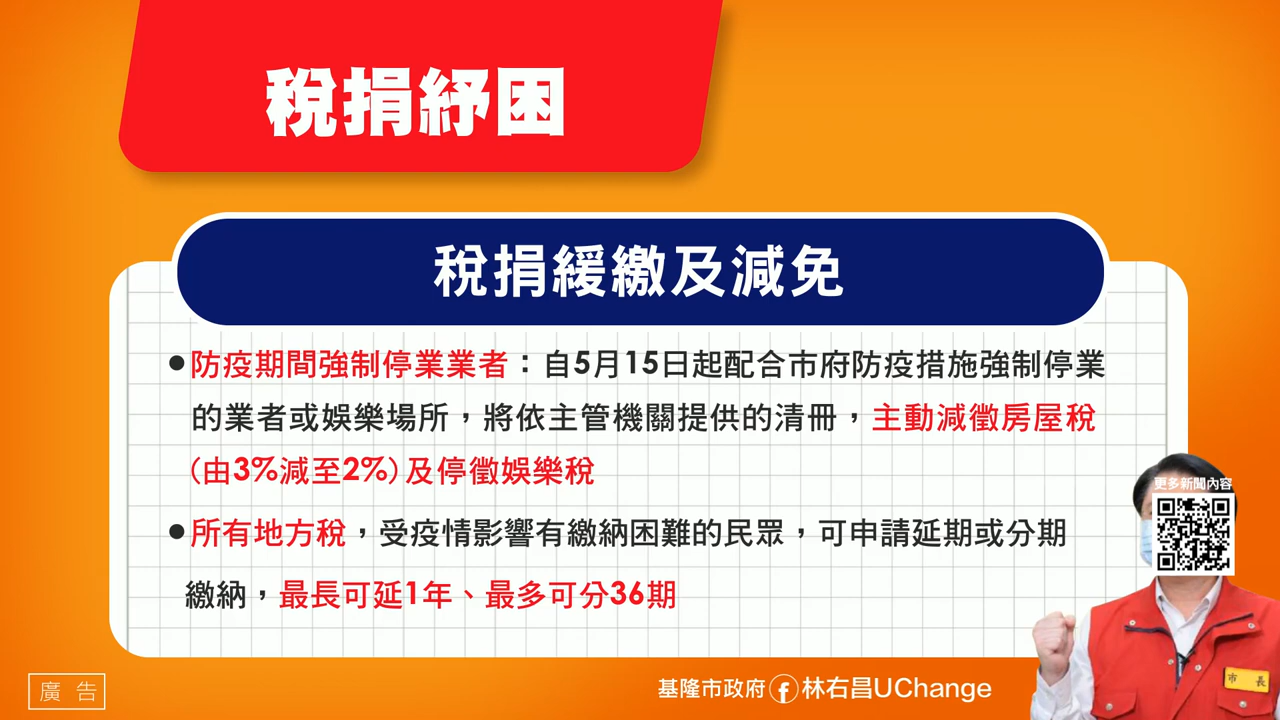 稅捐紓困
稅捐緩繳及減免
●防疫期間強制停業業者：自5月15日起配合市府防疫措施強制停業
的業者或娛樂場所，將依主管機關提供的清冊，主動減徵房屋稅
(由3%減至2%)及停徵娛樂稅
●所有地方稅，受疫情影響有繳納困難的民眾，可申請延期或分期
繳納，最長可延1年、最多可分36期
更多新聞內容
市長
廣告
基隆市政府 f 林右昌UChange